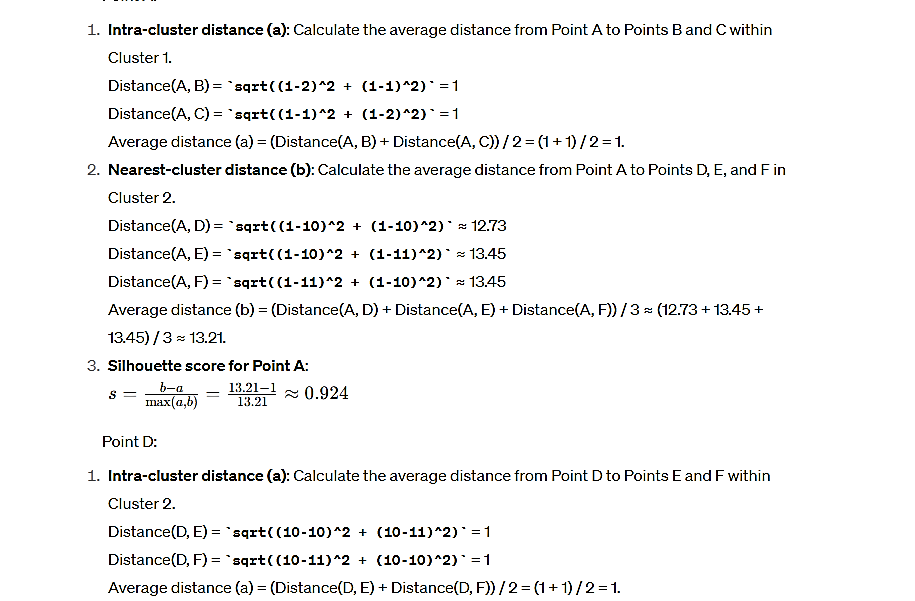 1. Intra-cluster distance (a): Calculate the average distance from Point A to Points B and C within
Cluster 1.
Distance(A, B) = `sqrt((1-2)^2 + (1-1)^2)` = 1
Distance(A, C) = `sqrt((1-1)^2 + (1-2)^2)` = 1
Average distance (a) = (Distance(A, B) + Distance(A, C)) / 2 = (1 + 1) / 2 = 1.
2. Nearest-cluster distance (b): Calculate the average distance from Point A to Points D, E, and F in
Cluster 2.
Distance(A, D) = `sqrt((1-10)^2 + (1-10)^2)` ≈ 12.73
Distance(A, E) = `sqrt((1-10)^2 + (1-11)^2)` ≈ 13.45
Distance(A, F) = `sqrt((1-11)^2 + (1-10)^2)` ≈ 13.45
Average distance (b) = (Distance(A, D) + Distance(A, E) + Distance(A, F)) / 3 ≈ (12.73 + 13.45 +
13.45) / 3 ≈ 13.21.
3. Silhouette score for Point A:
s = b−a / max(a,b) = 13.21−1 / 13.21 ≈ 0.924
Point D:
1. Intra-cluster distance (a): Calculate the average distance from Point D to Points E and F within
Cluster 2.
Distance(D, E) = `sqrt((10-10)^2 + (10-11)^2)` = 1
Distance(D, F) = `sqrt((10-11)^2 + (10-10)^2)` = 1
Average distance (a) = (Distance(D, E) + Distance(D, F)) / 2 = (1 + 1) / 2 = 1.